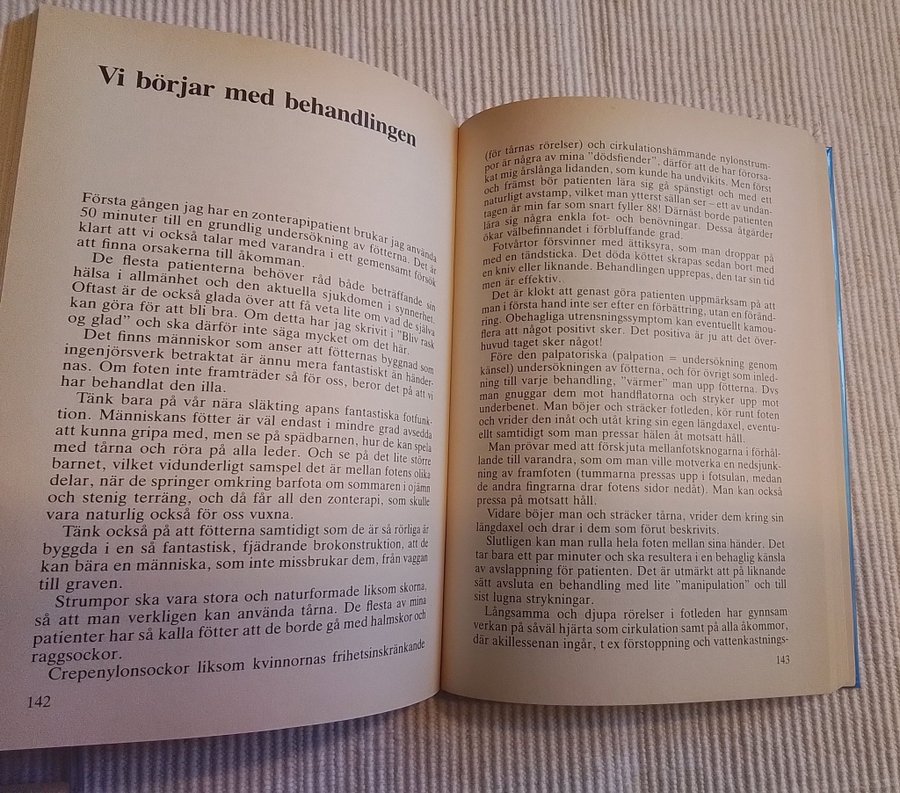 Vi börjar med behandlingen
Första gången jag har en zonterapipatient brukar jag använda
50 minuter till en grundlig undersökning av fötterna. Det är
klart att vi också talar med varandra i ett gemensamt försök
att finna orsakerna till åkomman.
De flesta patienterna behöver råd både beträffande sin
hälsa i allmänhet och den aktuella sjukdomen i synnerhet.
Oftast är de också glada över att få veta lite om vad de själva
kan göra för att bli bra. Om detta har jag skrivit i "Bliv rask
og glad" och ska därför inte säga mycket om det här.
Det finns människor som anser att fötternas byggnad som
ingenjörsverk betraktat är ännu mera fantastiskt än händer-
nas. Om foten inte framträder så för oss, beror det på att vi
har behandlat den illa.
Tänk bara på vår nära släkting apans fantastiska fotfunk-
tion. Människans fötter är väl endast i mindre grad avsedda
att kunna gripa med, men se på spädbarnen, hur de kan spela
med tårna och röra på alla leder. Och se på det lite större
barnet, vilket vidunderligt samspel det är mellan fotens olika
delar, när de springer omkring barfota om sommaren i ojämn
och stenig terräng, och då får all den zonterapi, som skulle
vara naturlig också för oss vuxna.
Tänk också på att fötterna samtidigt som de är så rörliga är
byggda i en så fantastisk, fjädrande brokonstruktion, att de
kan bära en människa, som inte missbrukar dem, från vaggan
till graven.
Strumpor ska vara stora och naturformade liksom skorna,
så att man verkligen kan använda tårna. De flesta av mina
patienter har så kalla fötter att de borde gå med halmskor och
raggsockor.
Crepenylonsockor liksom kvinnornas frihetsinskränkande
142
(för tårnas rörelser) och cirkulationshämmande nylonstrum-
por är några av mina "dödsfiender", därför att de har förorsa-
kat mig årslånga lidanden, som kunde ha undvikits. Men först
och främst bör patienten lära sig gå spänstigt och med ett
naturligt avstamp, vilket man ytterst sällan ser – ett av undan-
tagen är min far som snart fyller 88! Därnäst borde patienten
lära sig några enkla fot- och benövningar. Dessa åtgärder
ökar välbefinnandet i förbluffande grad.
Fotvårtor försvinner med ättiksyra, som man droppar på
med en tändsticka. Det döda köttet skrapas sedan bort med
en kniv eller liknande. Behandlingen upprepas, den tar sin tid
men är effektiv.
Det är klokt att genast göra patienten uppmärksam på att
man i första hand inte ser efter en förbättring, utan en föränd-
ring. Obehagliga utrensningssymptom kan eventuellt kamou-
flera att något positivt sker. Det positiva är ju att det över-
huvud taget sker något!
Före den palpatoriska (palpation = undersökning genom
känsel) undersökningen av fötterna, och för övrigt som inled-
ning till varje behandling, "värmer" man upp fötterna. Dvs
man gnuggar dem mot handflatorna och stryker upp mot
underbenet. Man böjer och sträcker fotleden, kör runt foten
och vrider den inåt och utåt kring sin egen längdaxel, eventu-
ellt samtidigt som man pressar hälen åt motsatt håll.
Man prövar med att förskjuta mellanfotsknogarna i förhål-
lande till varandra, som om man ville motverka en nedsjunk-
ning av framfoten (tummarna pressas upp i fotsulan, medan
de andra fingrarna drar fotens sidor nedåt). Man kan också
pressa på motsatt håll.
Vidare böjer man och sträcker tårna, vrider dem kring sin
längdaxel och drar i dem som förut beskrivits.
Slutligen kan man rulla hela foten mellan sina händer. Det
tar bara ett par minuter och ska resultera i en behaglig känsla
av avslappning för patienten. Det är utmärkt att på liknande
sätt avsluta en behandling med lite "manipulation" och till
sist lugna strykningar.
Långsamma och djupa rörelser i fotleden har gynnsam
verkan på såväl hjärta som cirkulation samt på alla åkommor,
där akillessenan ingår, t ex förstoppning och vattenkastnings-
143